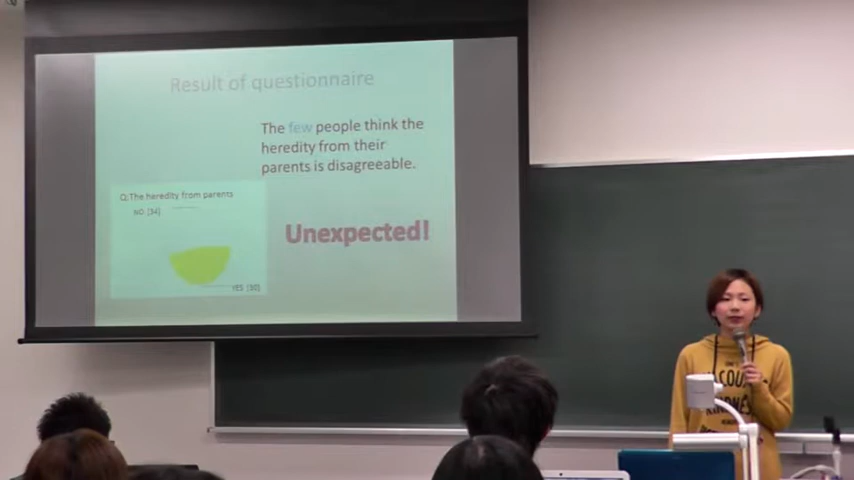 Result of questionnaire
The few people think the
heredity from their
parents is disagreeable.
Q:The heredity from parents
NO [34]
Unexpected!
YES [30]